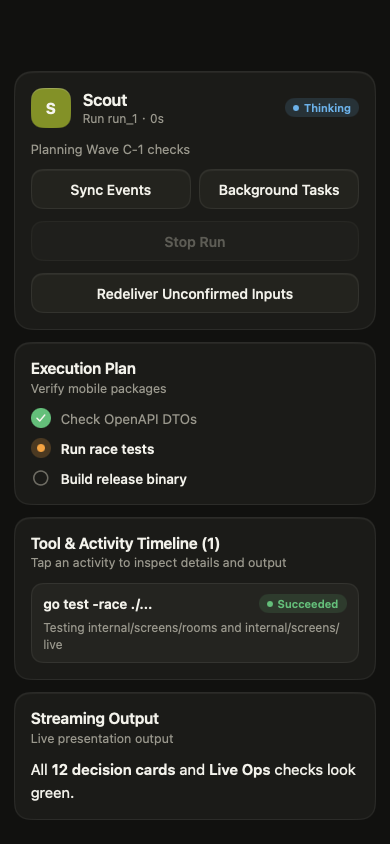 S
Scout
Run run_1 · 0s
Thinking
Planning Wave C-1 checks
Sync Events
Background Tasks
Stop Run
Redeliver Unconfirmed Inputs
Execution Plan
Verify mobile packages
Check OpenAPI DTOs
Run race tests
Build release binary
Tool & Activity Timeline (1)
Tap an activity to inspect details and output
go test -race ./...
Succeeded
Testing internal/screens/rooms and internal/screens/
live
Streaming Output
Live presentation output
All 12 decision cards and Live Ops checks look
green.